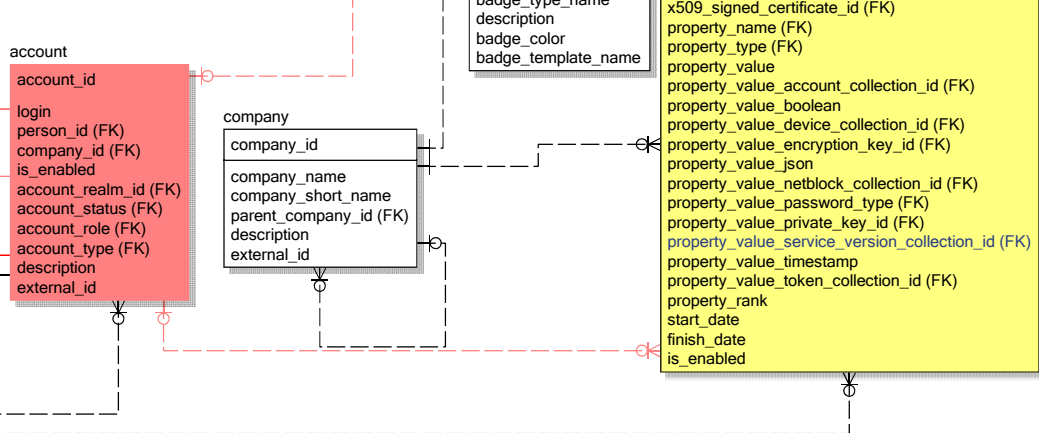 account
account_id
login
person_id (FK)
company_id (FK)
is_enabled
account_realm_id (FK)
account_status (FK)
account_role (FK)
account_type (FK)
description
external_id
company
company_id
company_name
company_short_name
parent_company_id (FK)
description
external_id
badge_type_name
description
badge_color
badge_template_name
x509_signed_certificate_id (FK)
property_name (FK)
property_type (FK)
property_value
property_value_account_collection_id (FK)
property_value_boolean
property_value_device_collection_id (FK)
property_value_encryption_key_id (FK)
property_value_json
property_value_netblock_collection_id (FK)
property_value_password_type (FK)
property_value_private_key_id (FK)
property_value_service_version_collection_id (FK)
property_value_timestamp
property_value_token_collection_id (FK)
property_rank
start_date
finish_date
is_enabled